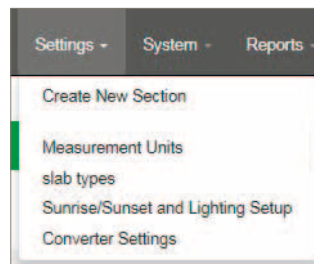 Settings System Reports
Create New Section
Measurement Units
slab types
Sunrise/Sunset and Lighting Setup
Converter Settings